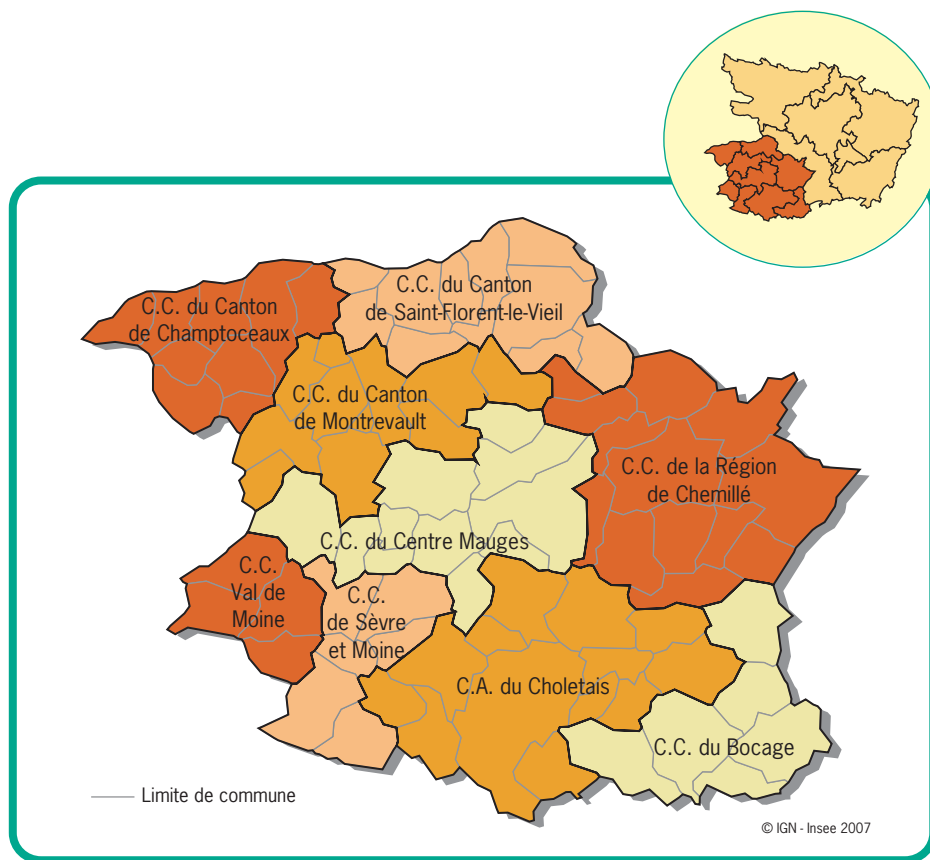 C.C. du Canton
de Saint-Florent-le-Vieil
C.C. du Canton
de Champtoceaux
C.C. du Canton
de Montrevault
C.C. de la Région
de Chemillé
C.C. du Centre Mauges
C.C.
Val de
Moine
C.C.
de Sèvre
et Moine
C.A. du Choletais
C.C. du Bocage
Limite de commune
© IGN - Insee 2007